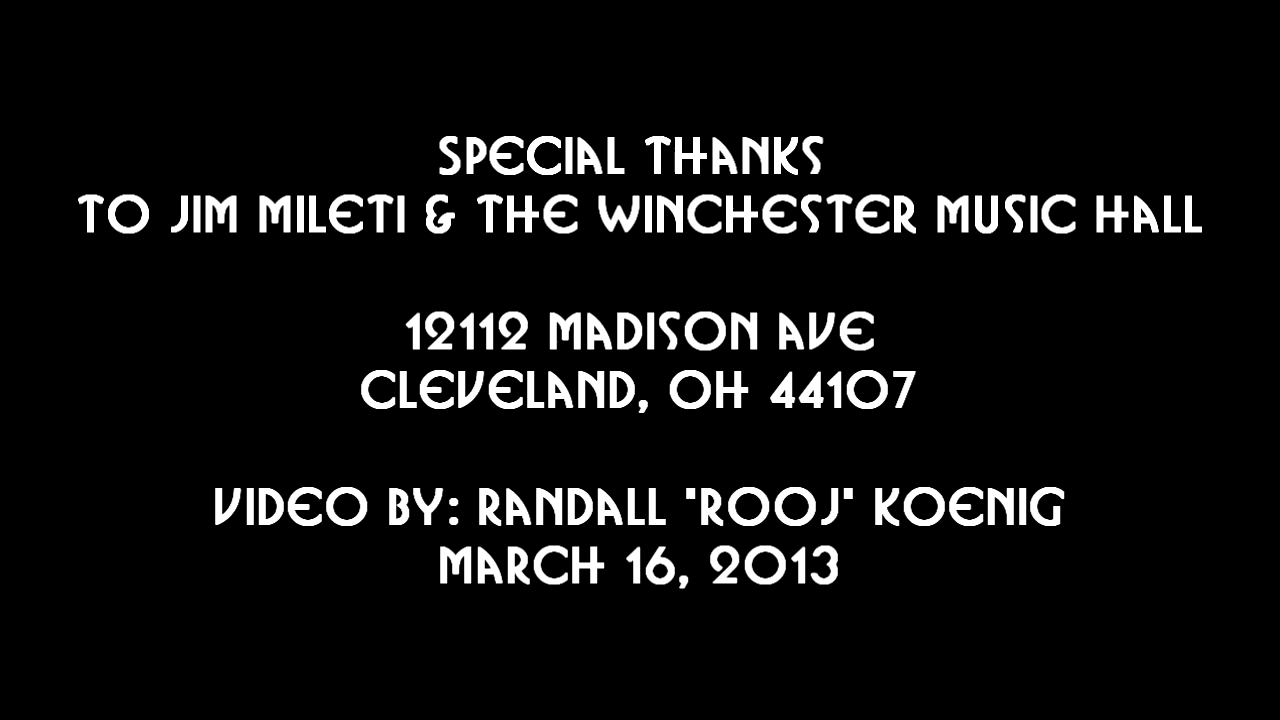 SPECIAL THANKS
TO JIM MILETI & THE WINCHESTER MUSIC HALL
12112 MADISON AVE
CLEVELAND, OH 44107
VIDEO BY: RANDALL "ROOJ" KOENIG
MARCH 16, 2013